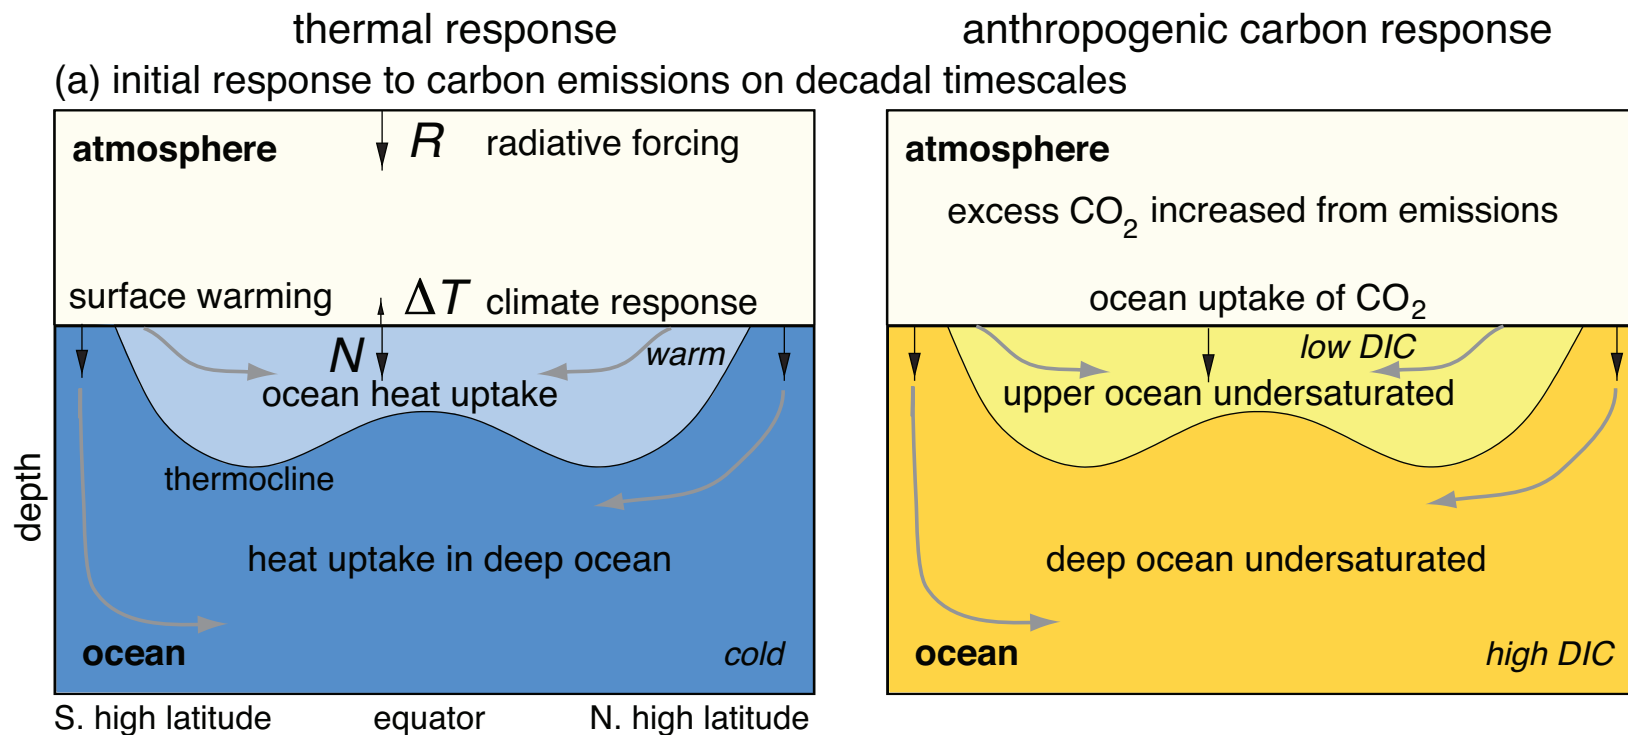 thermal response
anthropogenic carbon response
(a) initial response to carbon emissions on decadal timescales
atmosphere
R radiative forcing
surface warming
ΔT climate response
N
warm
ocean heat uptake
thermocline
depth
heat uptake in deep ocean
ocean
cold
S. high latitude
equator
N. high latitude
atmosphere
excess CO₂ increased from emissions
ocean uptake of CO₂
low DIC
upper ocean undersaturated
deep ocean undersaturated
ocean
high DIC